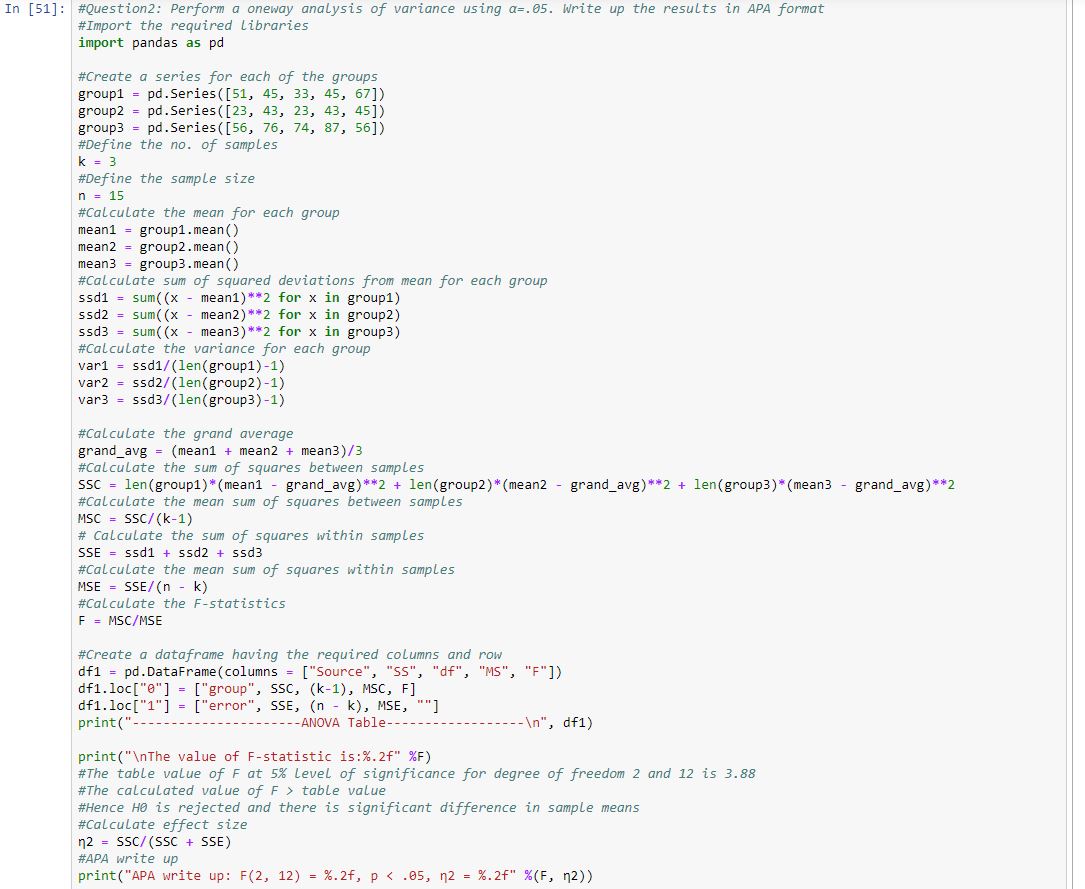 In [51]: #Question2: Perform a oneway analysis of variance using α=.05. Write up the results in APA format
#Import the required libraries
import pandas as pd
#Create a series for each of the groups
group1 = pd.Series([51, 45, 33, 45, 67])
group2 = pd.Series([23, 43, 23, 43, 45])
group3 = pd.Series([56, 76, 74, 87, 56])
#Define the no. of samples
k = 3
#Define the sample size
n = 15
#Calculate the mean for each group
mean1 = group1.mean()
mean2 = group2.mean()
mean3 = group3.mean()
#Calculate sum of squared deviations from mean for each group
ssd1 = sum((x - mean1)**2 for x in group1)
ssd2 = sum((x - mean2)**2 for x in group2)
ssd3 = sum((x - mean3)**2 for x in group3)
#Calculate the variance for each group
var1 = ssd1/(len(group1)-1)
var2 = ssd2/(len(group2)-1)
var3 = ssd3/(len(group3)-1)
#Calculate the grand average
grand_avg = (mean1 + mean2 + mean3)/3
#Calculate the sum of squares between samples
SSC = len(group1)*(mean1 - grand_avg)**2 + len(group2)*(mean2 - grand_avg)**2 + len(group3)*(mean3 - grand_avg)**2
#Calculate the mean sum of squares between samples
MSC = SSC/(k-1)
# Calculate the sum of squares within samples
SSE = ssd1 + ssd2 + ssd3
#Calculate the mean sum of squares within samples
MSE = SSE/(n - k)
#Calculate the F-statistics
F = MSC/MSE
#Create a dataframe having the required columns and row
df1 = pd.DataFrame(columns = ["Source", "SS", "df", "MS", "F"])
df1.loc["0"] = ["group", SSC, (k-1), MSC, F]
df1.loc["1"] = ["error", SSE, (n - k), MSE, ""]
print("----------------------ANOVA Table------------------\n", df1)
print("\nThe value of F-statistic is:%.2f" %F)
#The table value of F at 5% level of significance for degree of freedom 2 and 12 is 3.88
#The calculated value of F > table value
#Hence H0 is rejected and there is significant difference in sample means
#Calculate effect size
η2 = SSC/(SSC + SSE)
#APA write up
print("APA write up: F(2, 12) = %.2f, p < .05, η2 = %.2f" %(F, η2))